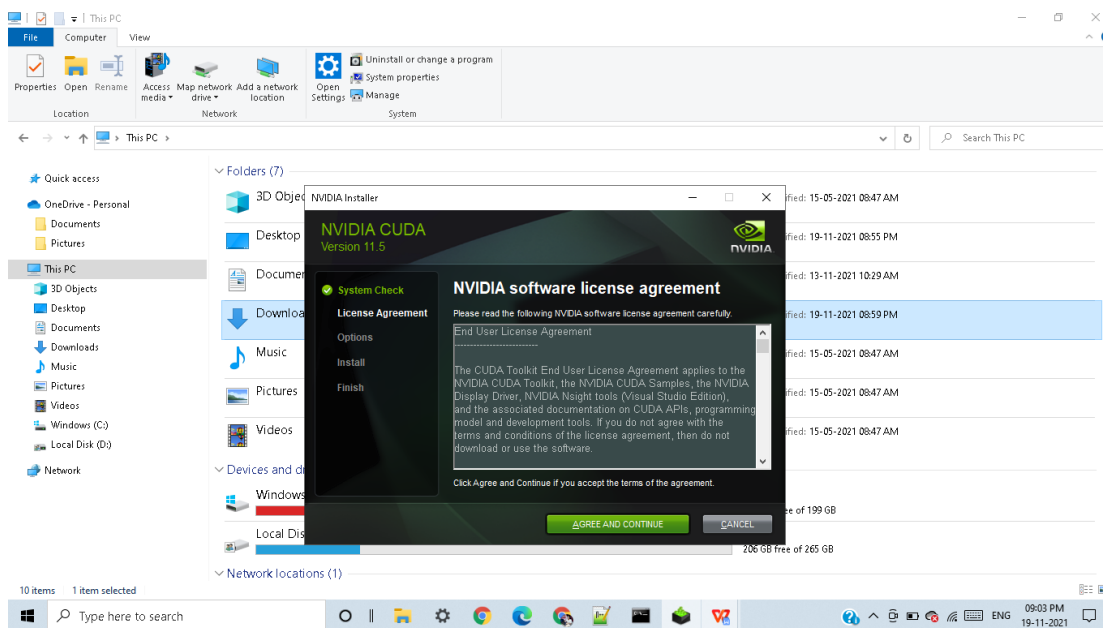 This PC
File Computer View
Properties Open Rename
Access media
Map network drive
Add a network location
Open Settings
Uninstall or change a program
System properties
Manage
Location Network System
This PC
Search This PC
Quick access
OneDrive - Personal
Documents
Pictures
This PC
3D Objects
Desktop
Documents
Downloads
Music
Pictures
Videos
Windows (C:)
Local Disk (D:)
Network
Folders (7)
3D Objec
ified: 15-05-2021 08:47 AM
Desktop
ified: 19-11-2021 08:55 PM
Documer
ified: 13-11-2021 10:29 AM
Downloa
ified: 19-11-2021 08:59 PM
Music
ified: 15-05-2021 08:47 AM
Pictures
ified: 15-05-2021 08:47 AM
Videos
ified: 15-05-2021 08:47 AM
Devices and d
Windows
ee of 199 GB
Local Dis
206 GB free of 265 GB
Network locations (1)
NVIDIA Installer
NVIDIA CUDA
Version 11.5
NVIDIA.
System Check
License Agreement
Options
Install
Finish
NVIDIA software license agreement
Please read the following NVIDIA software license agreement carefully.
End User License Agreement
--------------------------
The CUDA Toolkit End User License Agreement applies to the
NVIDIA CUDA Toolkit, the NVIDIA CUDA Samples, the NVIDIA
Display Driver, NVIDIA Nsight tools (Visual Studio Edition),
and the associated documentation on CUDA APIs, programming
model and development tools. If you do not agree with the
terms and conditions of the license agreement, then do not
download or use the software.
Click Agree and Continue if you accept the terms of the agreement.
AGREE AND CONTINUE CANCEL
10 items 1 item selected
Type here to search
ENG
09:03 PM
19-11-2021